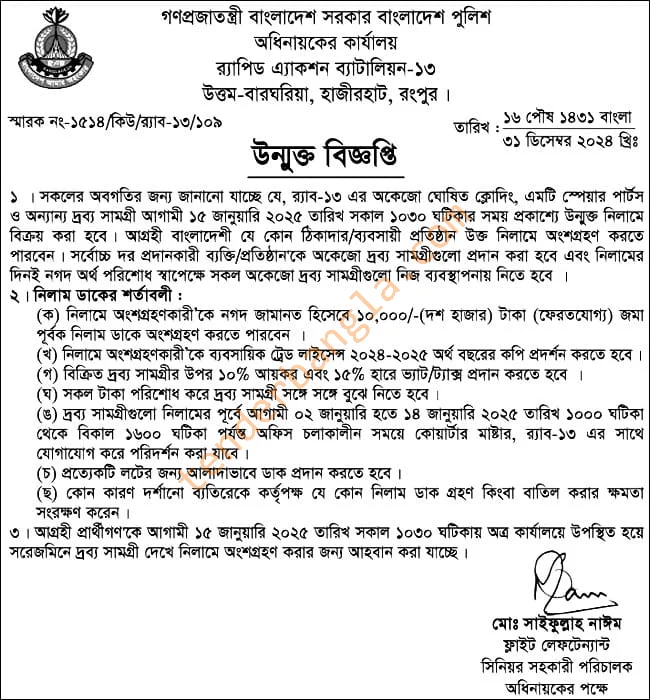 গণপ্রজাতন্ত্রী বাংলাদেশ সরকার বাংলাদেশ পুলিশ
অধিনায়কের কার্যালয়
র‍্যাপিড এ্যাকশন ব্যাটালিয়ন-১৩
উত্তম-বারঘরিয়া, হাজীরহাট, রংপুর ।
স্মারক নং-১৫১৪/কিউ/র‍্যাব-১৩/১০৯
তারিখ : ১৬ পৌষ ১৪৩১ বাংলা
৩১ ডিসেম্বর ২০২৪ খ্রিঃ
উন্মুক্ত বিজ্ঞপ্তি
১ । সকলের অবগতির জন্য জানানো যাচ্ছে যে, র‍্যাব-১৩ এর অকেজো ঘোষিত ক্লোদিং, এমটি স্পেয়ার পার্টস
ও অন্যান্য দ্রব্য সামগ্রী আগামী ১৫ জানুয়ারি ২০২৫ তারিখ সকাল ১০৩০ ঘটিকার সময় প্রকাশ্যে উন্মুক্ত নিলামে
বিক্রয় করা হবে । আগ্রহী বাংলাদেশী যে কোন ঠিকাদার/ব্যবসায়ী প্রতিষ্ঠান উক্ত নিলামে অংশগ্রহণ করতে
পারবেন । সর্বোচ্চ দর প্রদানকারী ব্যক্তি/প্রতিষ্ঠান'কে অকেজো দ্রব্য সামগ্রীগুলো প্রদান করা হবে এবং নিলামের
দিনই নগদ অর্থ পরিশোধ স্বাপেক্ষে সকল অকেজো দ্রব্য সামগ্রীগুলো নিজ ব্যবস্থাপনায় নিতে হবে ।
২ । নিলাম ডাকের শর্তাবলী :
(ক) নিলামে অংশগ্রহণকারী'কে নগদ জামানত হিসেবে ১০,০০০/-(দশ হাজার) টাকা (ফেরতযোগ্য) জমা
পূর্বক নিলাম ডাকে অংশগ্রহণ করতে পারবেন ।
(খ) নিলামে অংশগ্রহণকারী'কে ব্যবসায়িক ট্রেড লাইসেন্স ২০২৪-২০২৫ অর্থ বছরের কপি প্রদর্শন করতে হবে ।
(গ) বিক্রিত দ্রব্য সামগ্রীর উপর ১০% আয়কর এবং ১৫% হারে ভ্যাট/ট্যাক্স প্রদান করতে হবে ।
(ঘ) সকল টাকা পরিশোধ করে দ্রব্য সামগ্রী সঙ্গে সঙ্গে বুঝে নিতে হবে ।
(ঙ) দ্রব্য সামগ্রীগুলো নিলামের পূর্বে আগামী ০২ জানুয়ারি হতে ১৪ জানুয়ারি ২০২৫ তারিখ ১০০০ ঘটিকা
থেকে বিকাল ১৬০০ ঘটিকা পর্যন্ত অফিস চলাকালীন সময়ে কোয়ার্টার মাষ্টার, র‍্যাব-১৩ এর সাথে
যোগাযোগ করে পরিদর্শন করা যাবে ।
(চ) প্রত্যেকটি লটের জন্য আলাদাভাবে ডাক প্রদান করতে হবে ।
(ছ) কোন কারণ দর্শানো ব্যতিরেকে কর্তৃপক্ষ যে কোন নিলাম ডাক গ্রহণ কিংবা বাতিল করার ক্ষমতা
সংরক্ষণ করেন ।
৩ । আগ্রহী প্রার্থীগণ'কে আগামী ১৫ জানুয়ারি ২০২৫ তারিখ সকাল ১০৩০ ঘটিকায় অত্র কার্যালয়ে উপস্থিত হয়ে
সরেজমিনে দ্রব্য সামগ্রী দেখে নিলামে অংশগ্রহণ করার জন্য আহবান করা যাচ্ছে ।
মোঃ সাইফুল্লাহ নাঈম
ফ্লাইট লেফটেন্যান্ট
সিনিয়র সহকারী পরিচালক
অধিনায়কের পক্ষে
tenderbangla.com